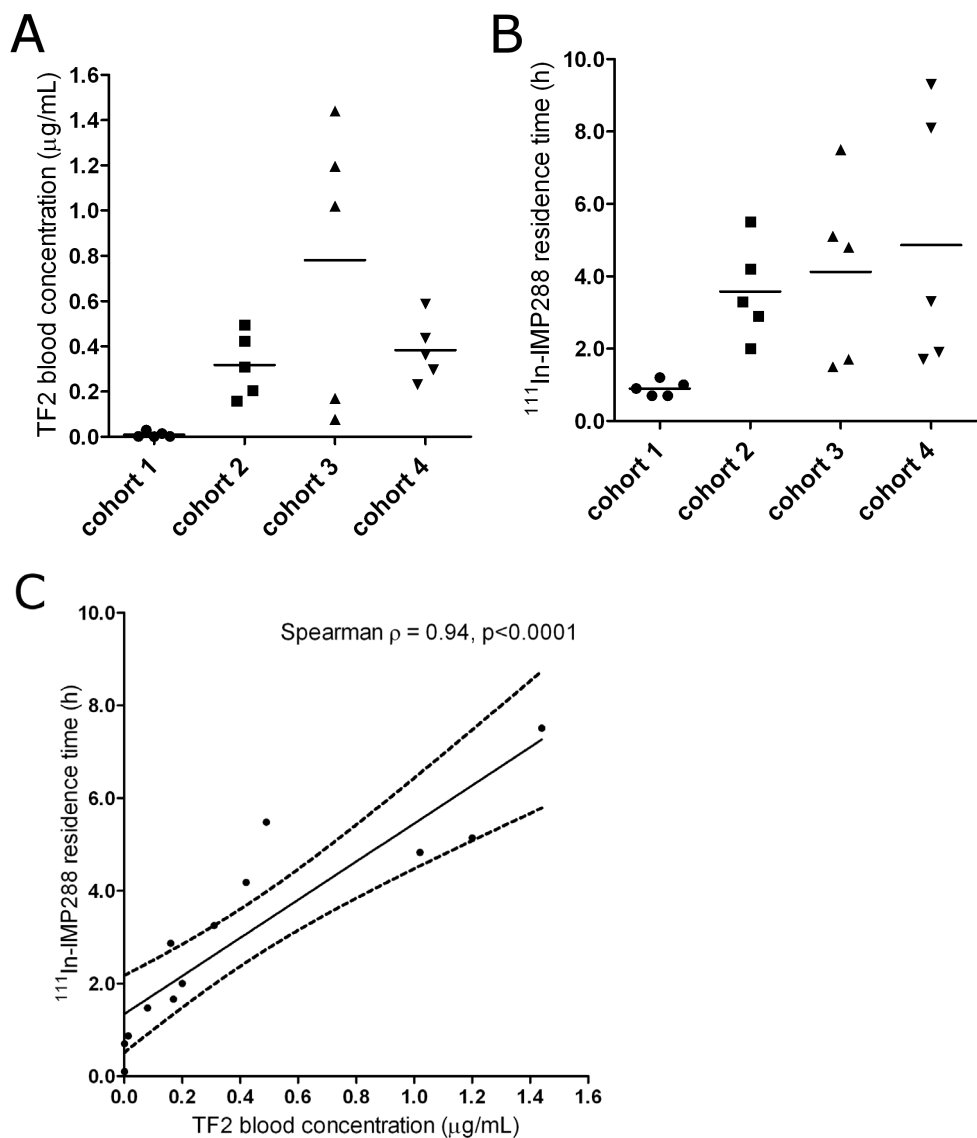 A
TF2 blood concentration (μg/mL)
1.6
1.4
1.2
1.0
0.8
0.6
0.4
0.2
0.0
cohort 1
cohort 2
cohort 3
cohort 4
B
¹¹¹In-IMP288 residence time (h)
10.0
8.0
6.0
4.0
2.0
0.0
cohort 1
cohort 2
cohort 3
cohort 4
C
¹¹¹In-IMP288 residence time (h)
Spearman ρ = 0.94, p<0.0001
10.0
8.0
6.0
4.0
2.0
0.0
0.0 0.2 0.4 0.6 0.8 1.0 1.2 1.4 1.6
TF2 blood concentration (μg/mL)